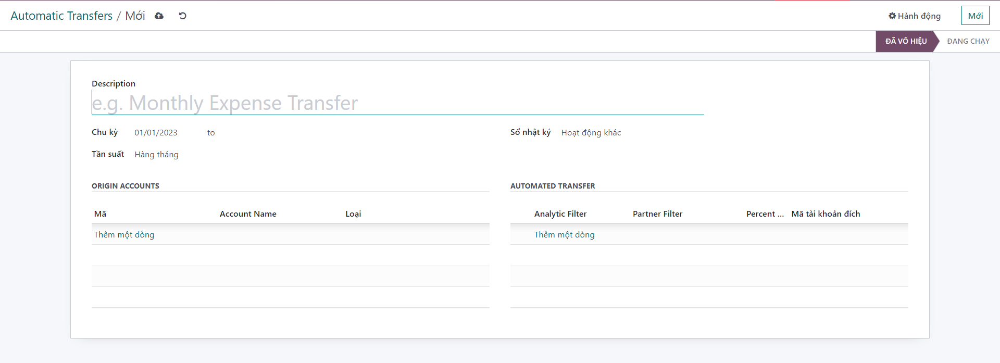 Automatic Transfers / Mới
Hành động
Mới
ĐÃ VÔ HIỆU
ĐANG CHẠY
Description
e.g. Monthly Expense Transfer
Chu kỳ 01/01/2023 to
Sổ nhật ký Hoạt động khác
Tần suất Hàng tháng
ORIGIN ACCOUNTS
Mã Account Name Loại
Thêm một dòng
AUTOMATED TRANSFER
Analytic Filter Partner Filter Percent ... Mã tài khoản đích
Thêm một dòng